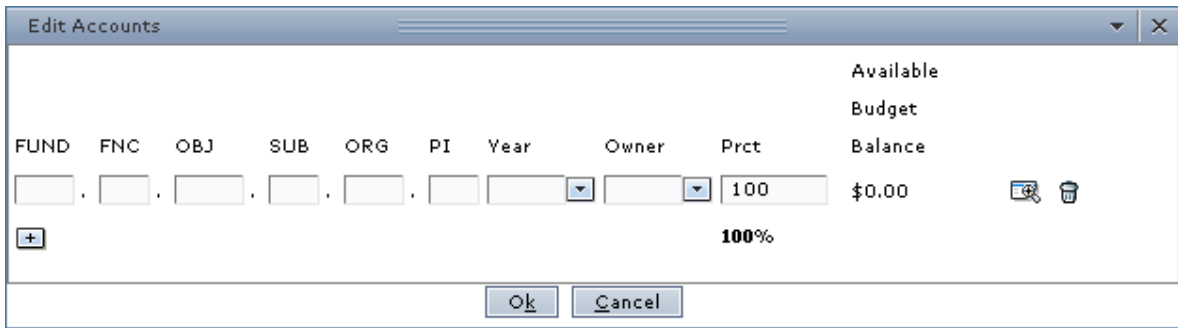 Edit Accounts
Available
Budget
FUND FNC OBJ SUB ORG PI Year Owner Prct Balance
. . . . . 100 $0.00
+ 100%
Ok Cancel